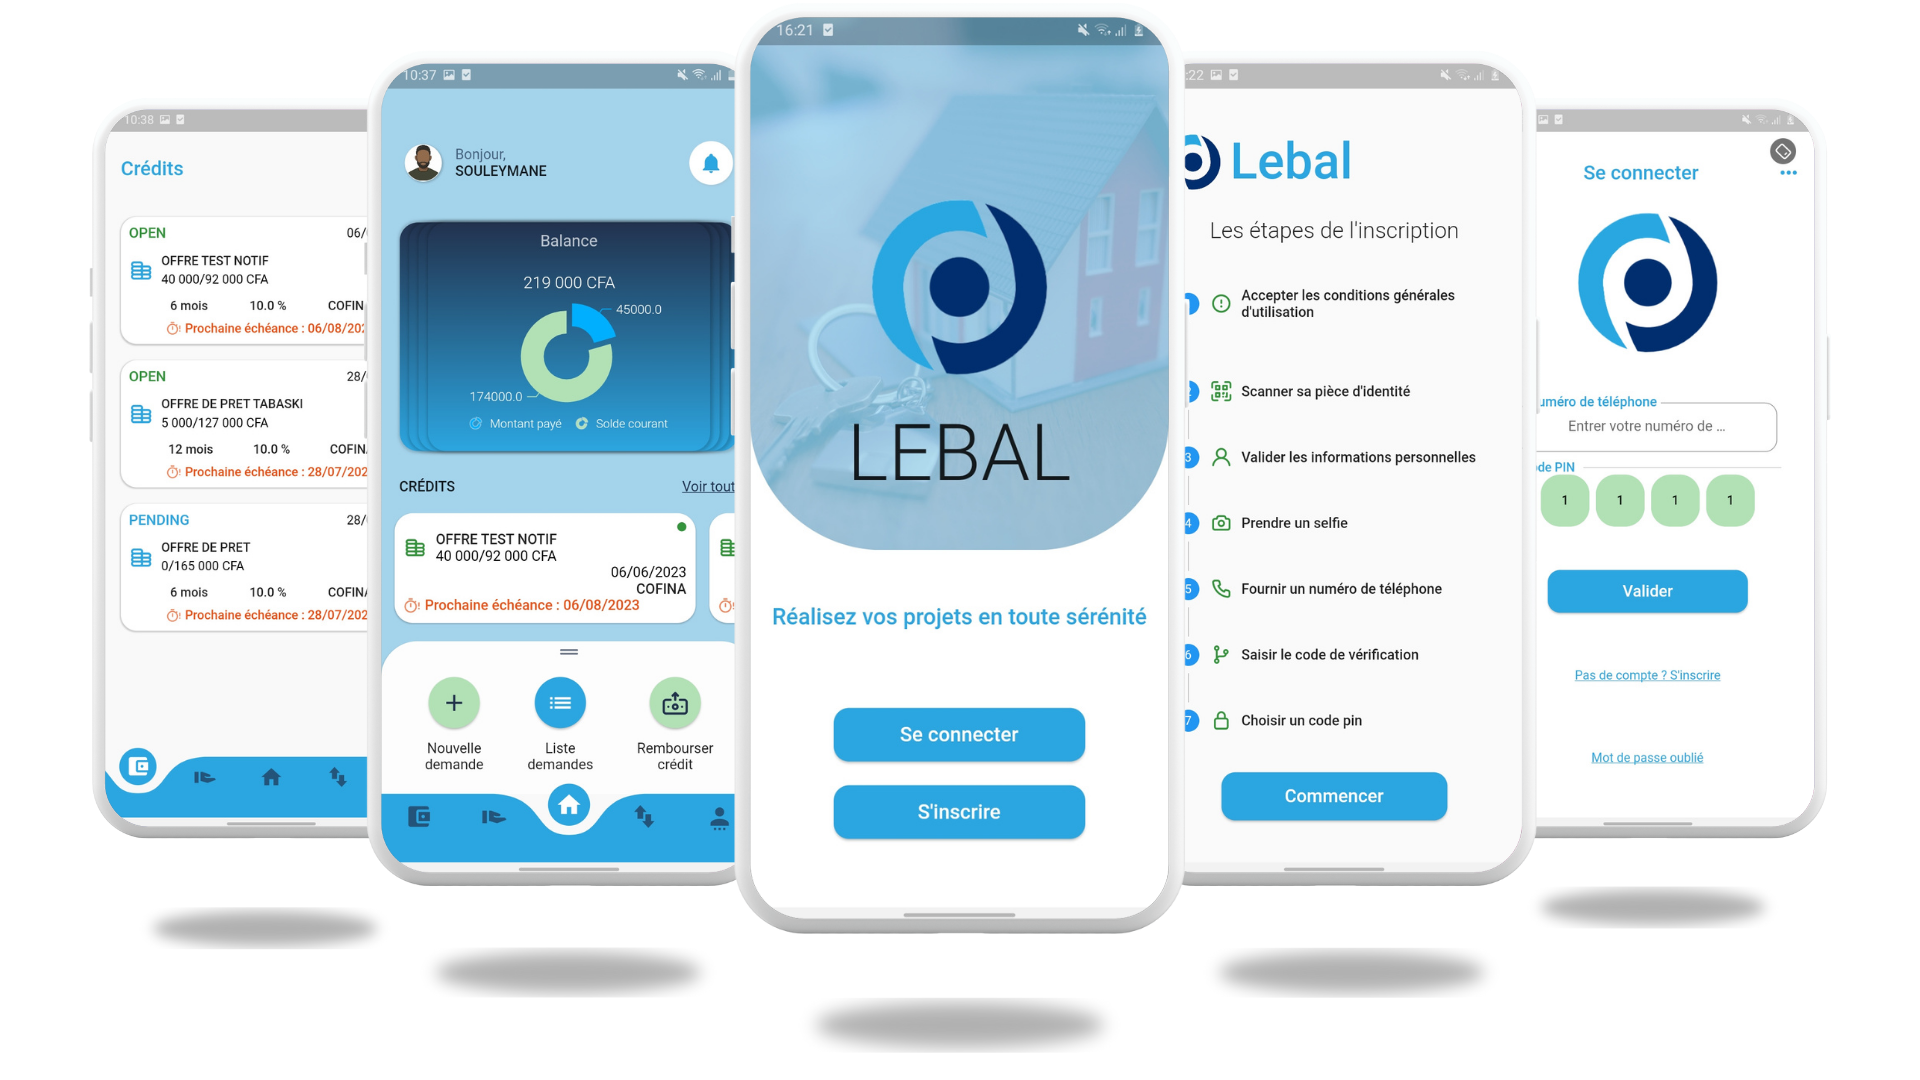 10:38
Crédits
OPEN 06/
OFFRE TEST NOTIF
40 000/92 000 CFA
6 mois 10.0 % COFIN
Prochaine échéance : 06/08/202
OPEN 28/
OFFRE DE PRET TABASKI
5 000/127 000 CFA
12 mois 10.0 % COFIN
Prochaine échéance : 28/07/202
PENDING 28/
OFFRE DE PRET
0/165 000 CFA
6 mois 10.0 % COFIN
Prochaine échéance : 28/07/202
10:37
Bonjour,
SOULEYMANE
Balance
219 000 CFA
45000.0
174000.0
Montant payé Solde courant
CRÉDITS Voir tout
OFFRE TEST NOTIF
40 000/92 000 CFA
06/06/2023
COFINA
Prochaine échéance : 06/08/2023
Nouvelle demande
Liste demandes
Rembourser crédit
16:21
LEBAL
Réalisez vos projets en toute sérénité
Se connecter
S'inscrire
:22
Lebal
Les étapes de l'inscription
Accepter les conditions générales
d'utilisation
Scanner sa pièce d'identité
3 Valider les informations personnelles
4 Prendre un selfie
5 Fournir un numéro de téléphone
6 Saisir le code de vérification
7 Choisir un code pin
Commencer
Se connecter
uméro de téléphone
Entrer votre numéro de ...
de PIN
1 1 1 1
Valider
Pas de compte ? S'inscrire
Mot de passe oublié